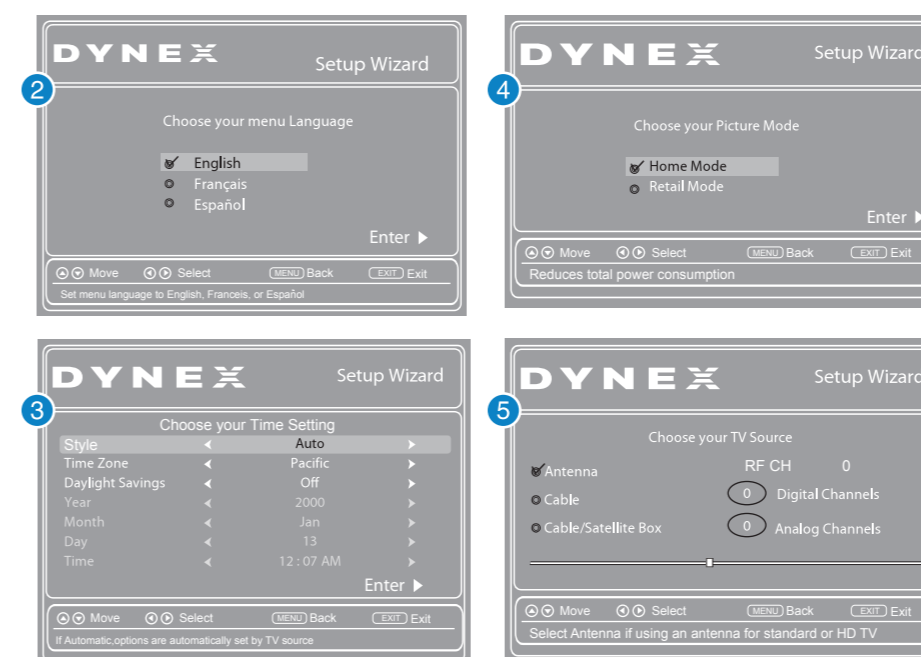 2
DYNEX
Setup Wizard
Choose your menu Language
English
Français
Español
Enter
Move Select MENU Back EXIT Exit
Set menu language to English, Franceis, or Español
3
DYNEX
Setup Wizard
Choose your Time Setting
Style Auto
Time Zone Pacific
Daylight Savings Off
Year 2000
Month Jan
Day 13
Time 12 : 07 AM
Enter
Move Select MENU Back EXIT Exit
If Automatic,options are automatically set by TV source
4
DYNEX
Setup Wizard
Choose your Picture Mode
Home Mode
Retail Mode
Enter
Move Select MENU Back EXIT Exit
Reduces total power consumption
5
DYNEX
Setup Wizard
Choose your TV Source
Antenna RF CH 0
Cable 0 Digital Channels
Cable/Satellite Box 0 Analog Channels
Move Select MENU Back EXIT Exit
Select Antenna if using an antenna for standard or HD TV